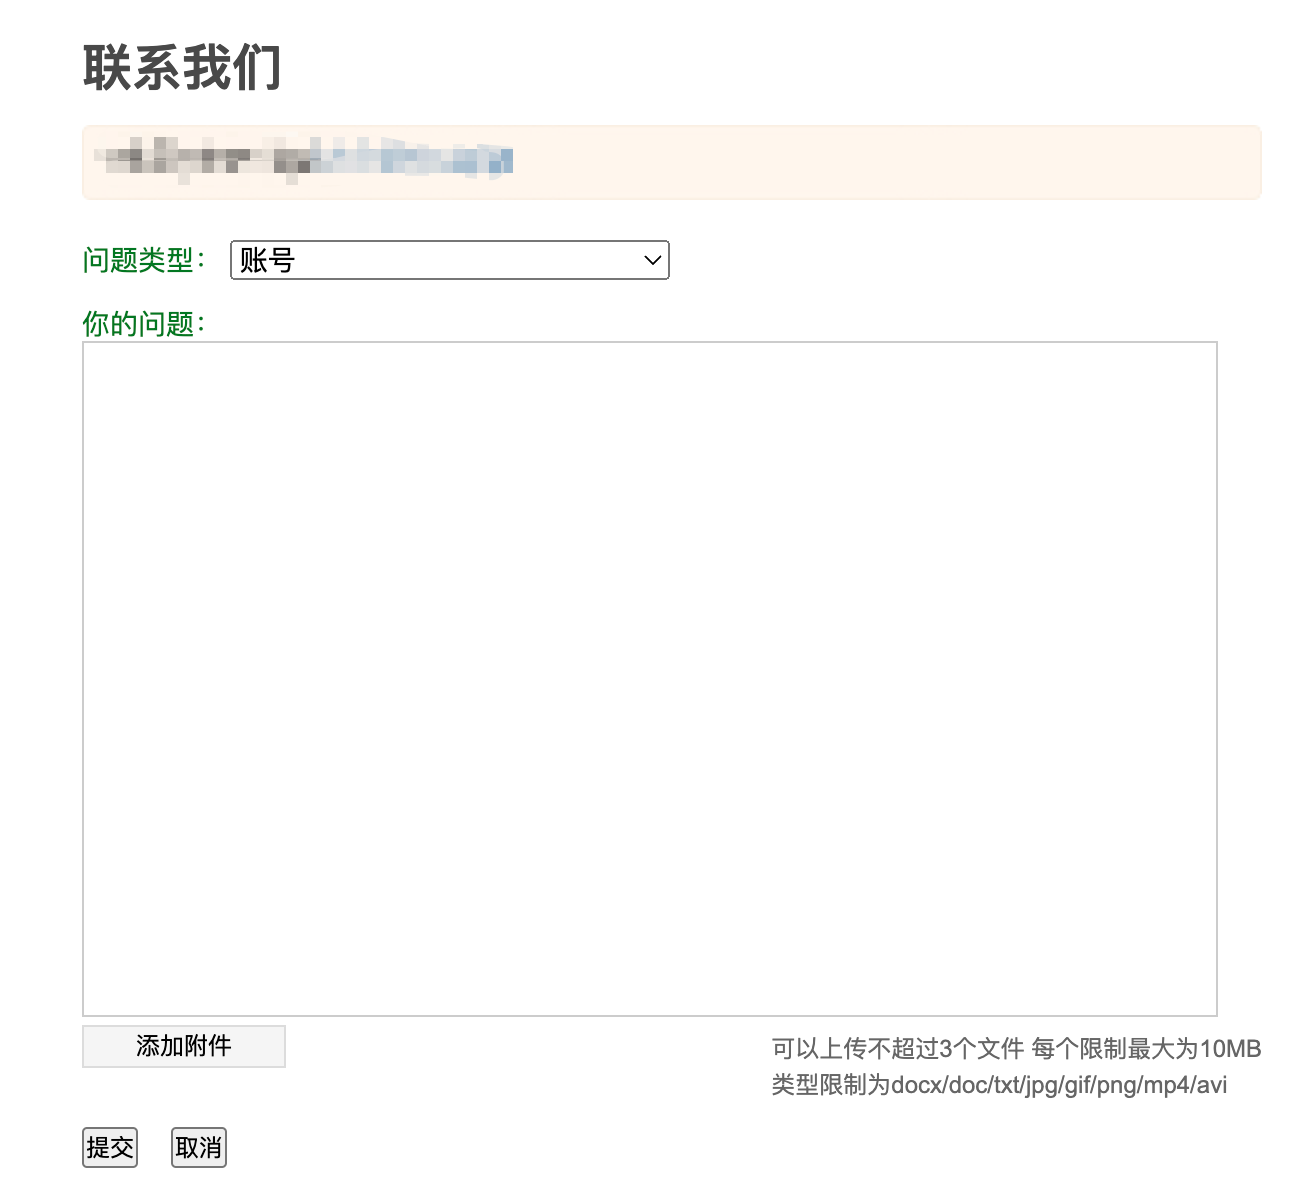 联系我们
问题类型：
账号
你的问题：
添加附件
可以上传不超过3个文件 每个限制最大为10MB
类型限制为docx/doc/txt/jpg/gif/png/mp4/avi
提交
取消